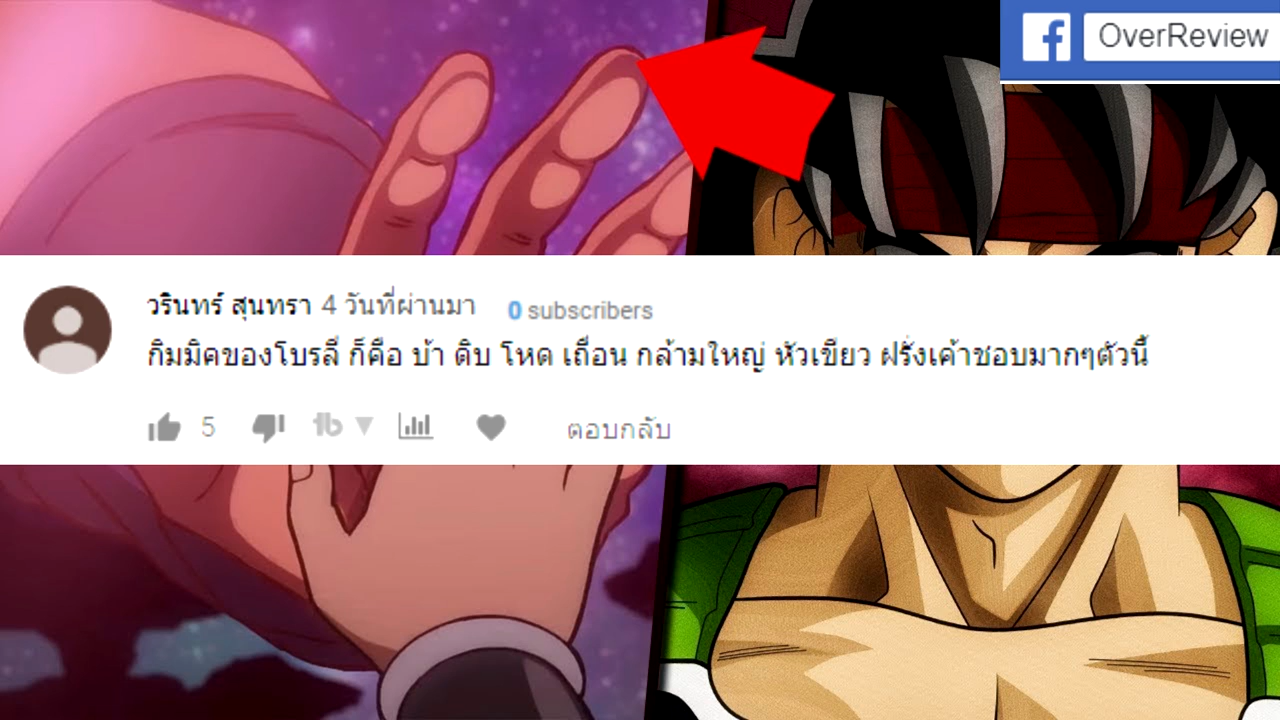 OverReview
วรินทร์ สุนทรา 4 วันที่ผ่านมา 0 subscribers
กิมมิคของโบรลี่ ก็คือ บ้า ดิบ โหด เถื่อน กล้ามใหญ่ หัวเขียว ฝรั่งเค้าชอบมากๆตัวนี้
5 ตอบกลับ